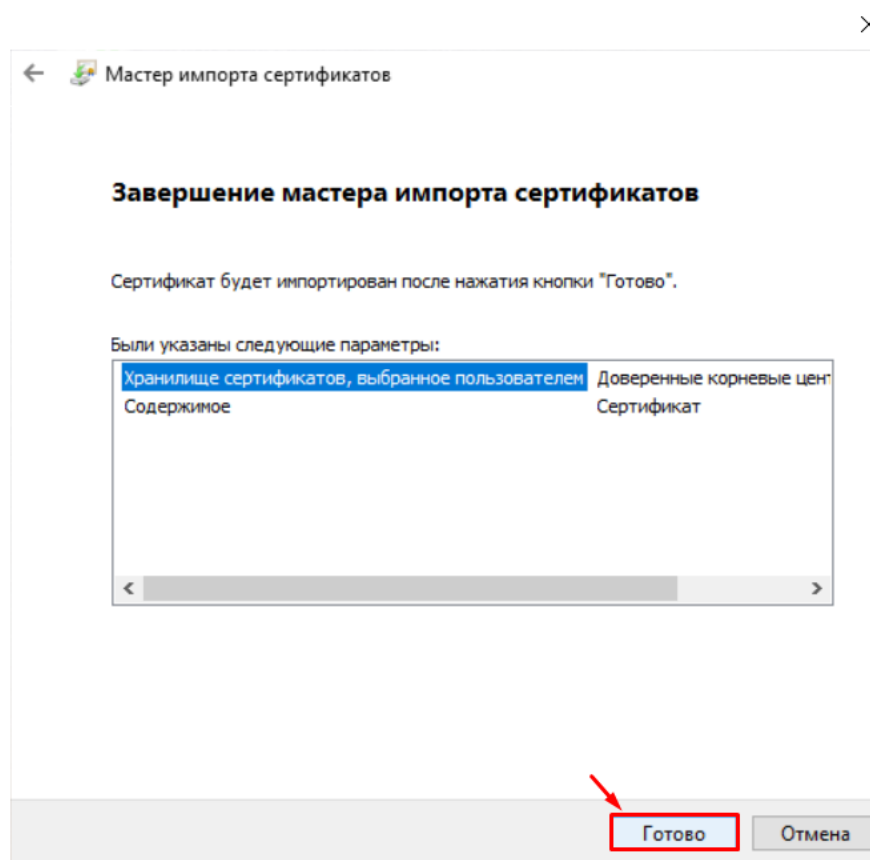 Мастер импорта сертификатов
Завершение мастера импорта сертификатов
Сертификат будет импортирован после нажатия кнопки "Готово".
Были указаны следующие параметры:
Хранилище сертификатов, выбранное пользователем Доверенные корневые цент
Содержимое Сертификат
Готово Отмена